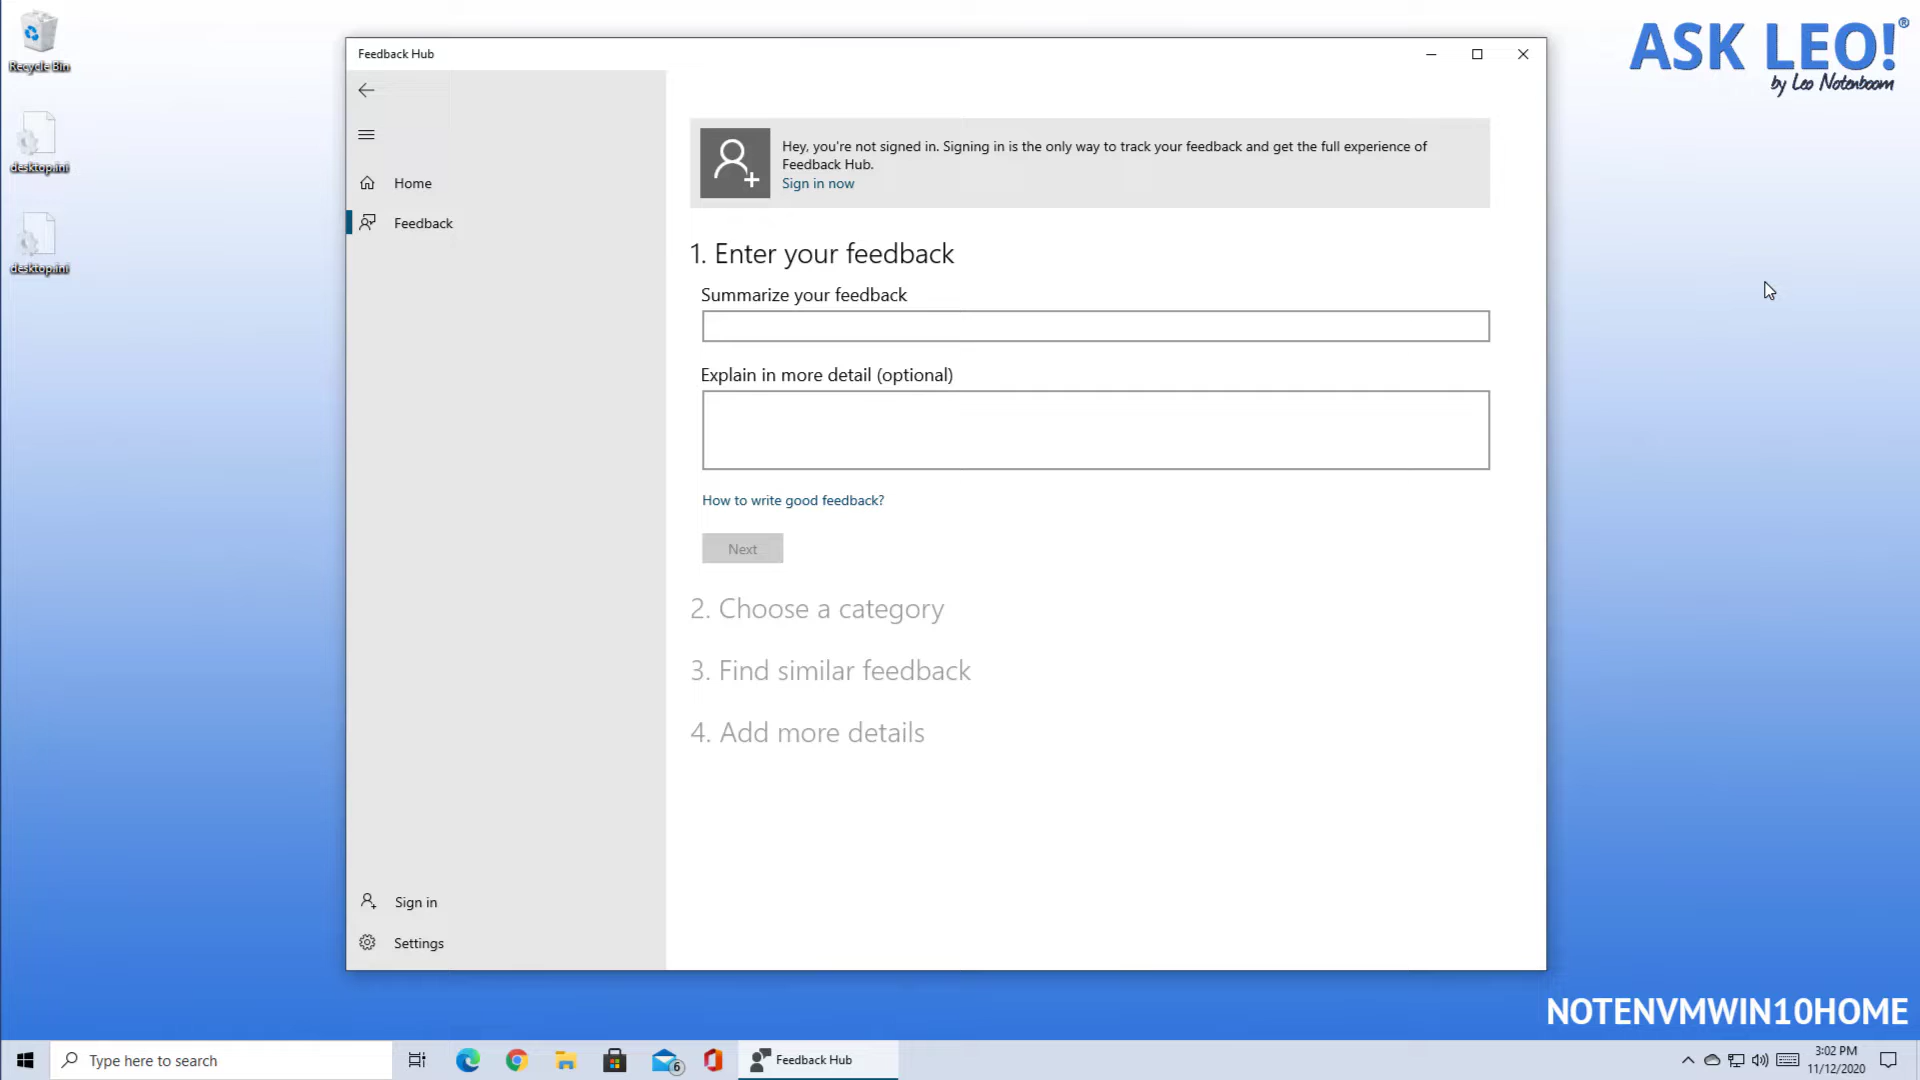 Recycle Bin
desktop.ini
desktop.ini
ASK LEO!®
by Leo Notenboom
Feedback Hub
Home
Feedback
Sign in
Settings
Hey, you're not signed in. Signing in is the only way to track your feedback and get the full experience of
Feedback Hub.
Sign in now
1. Enter your feedback
Summarize your feedback
Explain in more detail (optional)
How to write good feedback?
Next
2. Choose a category
3. Find similar feedback
4. Add more details
NOTENVMWIN10HOME
Type here to search
6
Feedback Hub
3:02 PM
11/12/2020